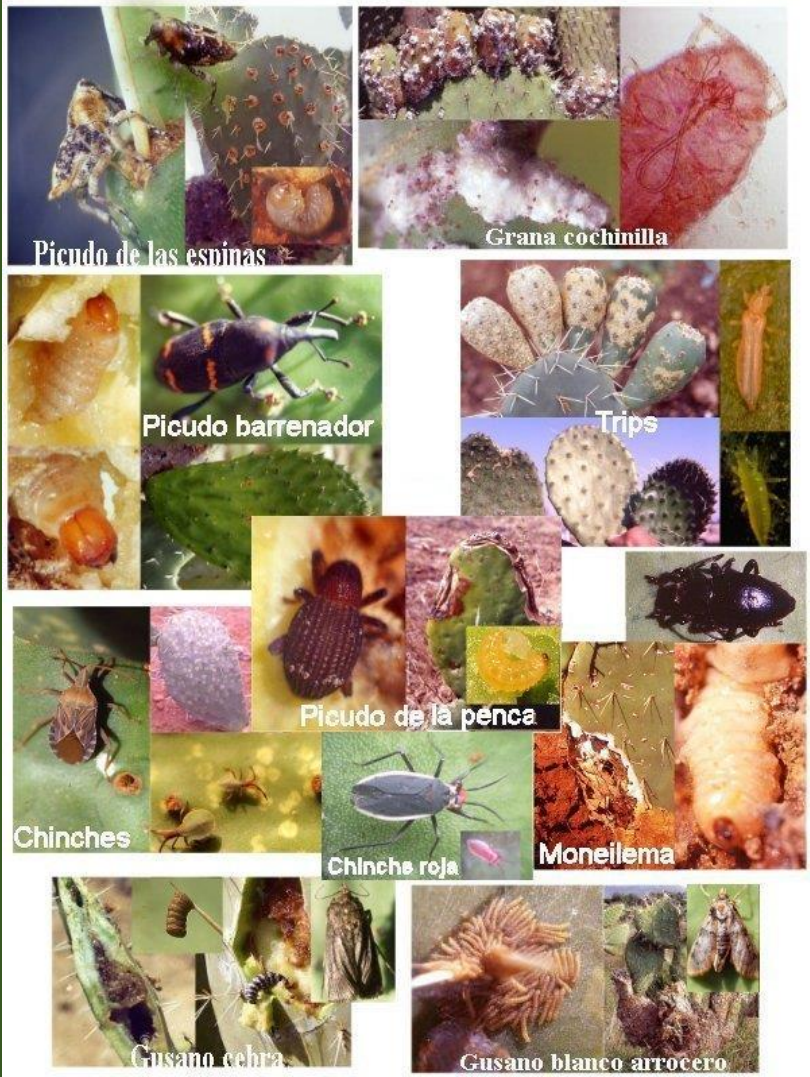 Picudo de las espinas
Grana cochinilla
Picudo barrenador
Trips
Picudo de la penca
Chinches
Chinche roja
Moneilema
Gusano cebra
Gusano blanco arrocero